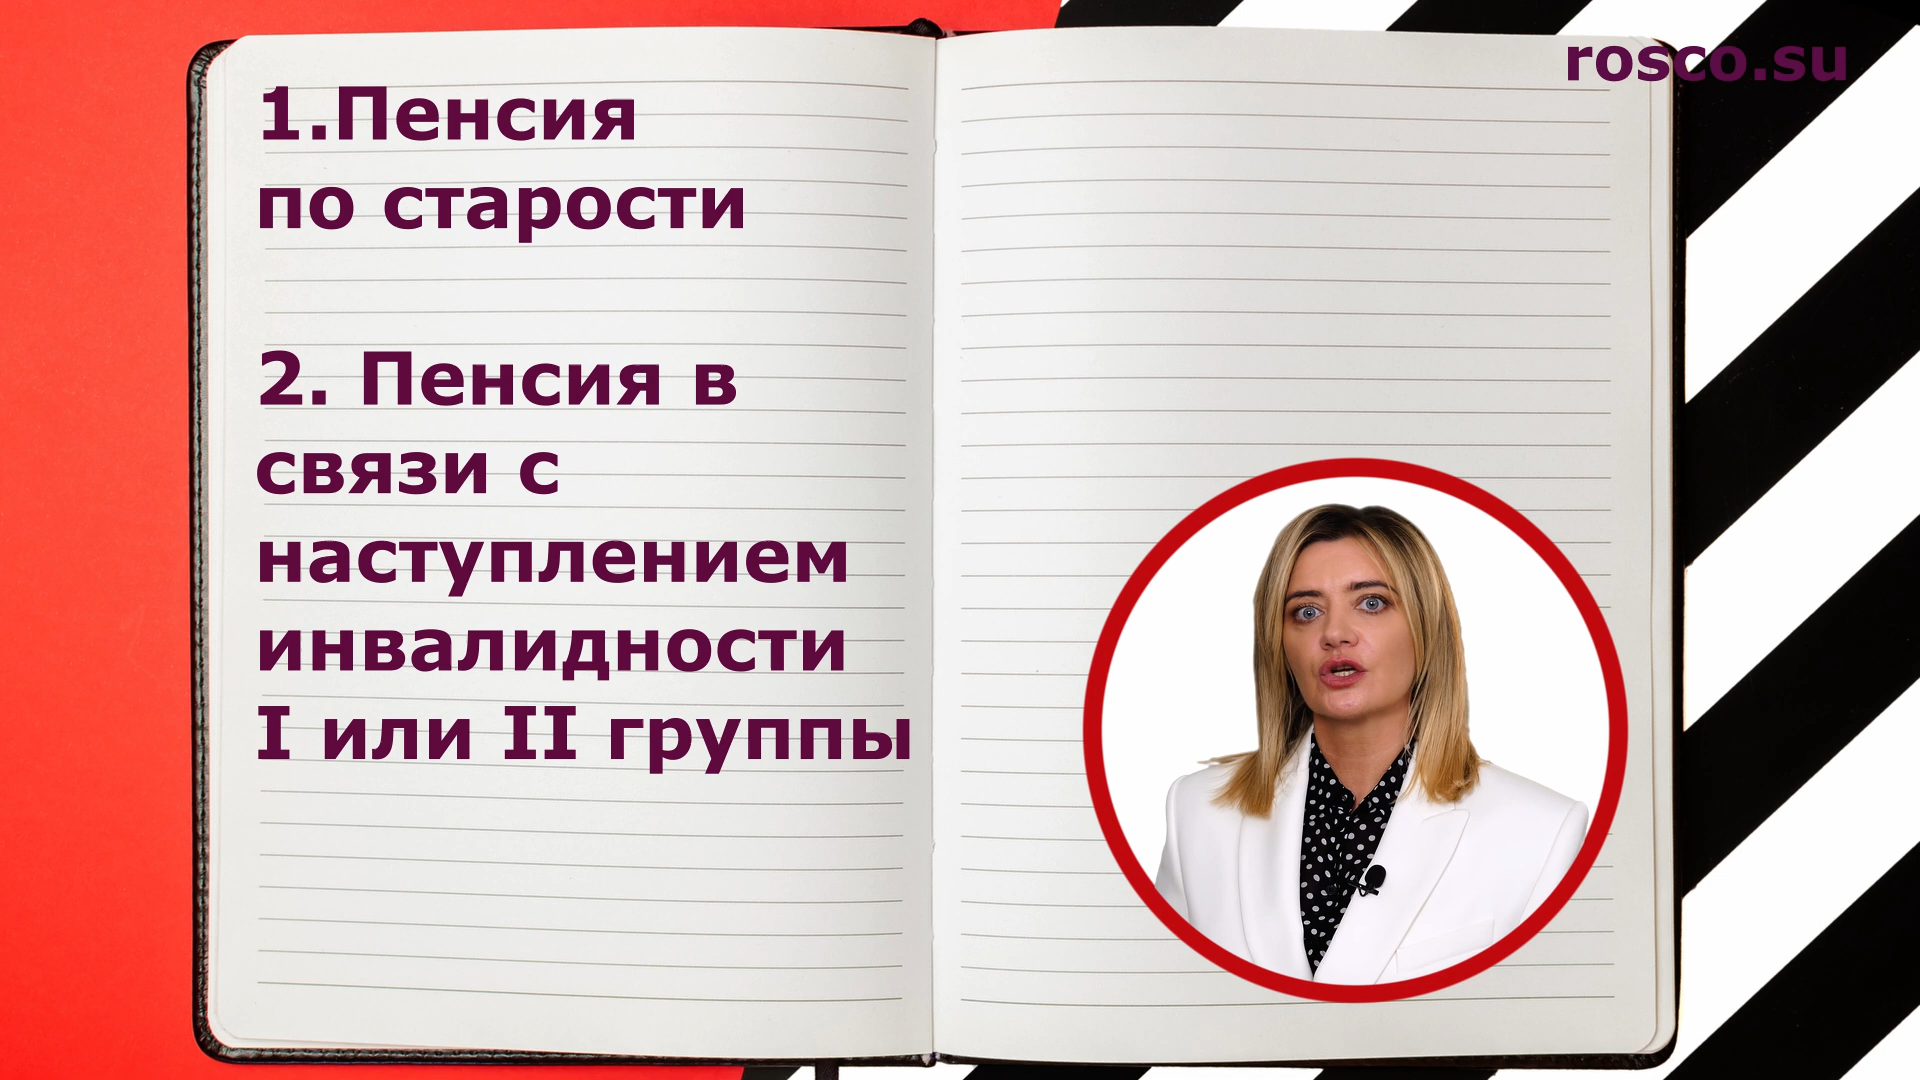 rosco.su
1.Пенсия
по старости
2. Пенсия в
связи с
наступлением
инвалидности
I или II группы